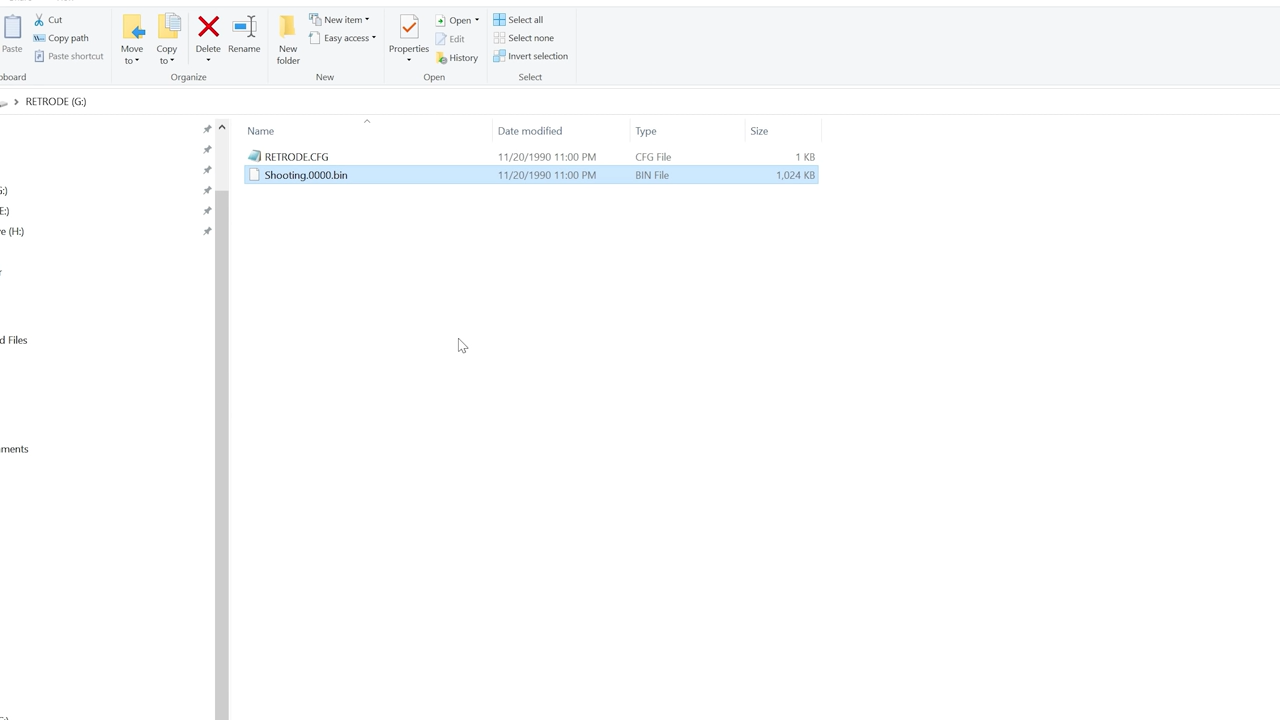 Paste
Cut
Copy path
Paste shortcut
Move to
Copy to
Delete
Rename
New folder
New item
Easy access
Properties
Open
Edit
History
Select all
Select none
Invert selection
board
Organize
New
Open
Select
RETRODE (G:)
Name Date modified Type Size
RETRODE.CFG 11/20/1990 11:00 PM CFG File 1 KB
Shooting.0000.bin 11/20/1990 11:00 PM BIN File 1,024 KB
G:)
E:)
e (H:)
r
d Files
ments